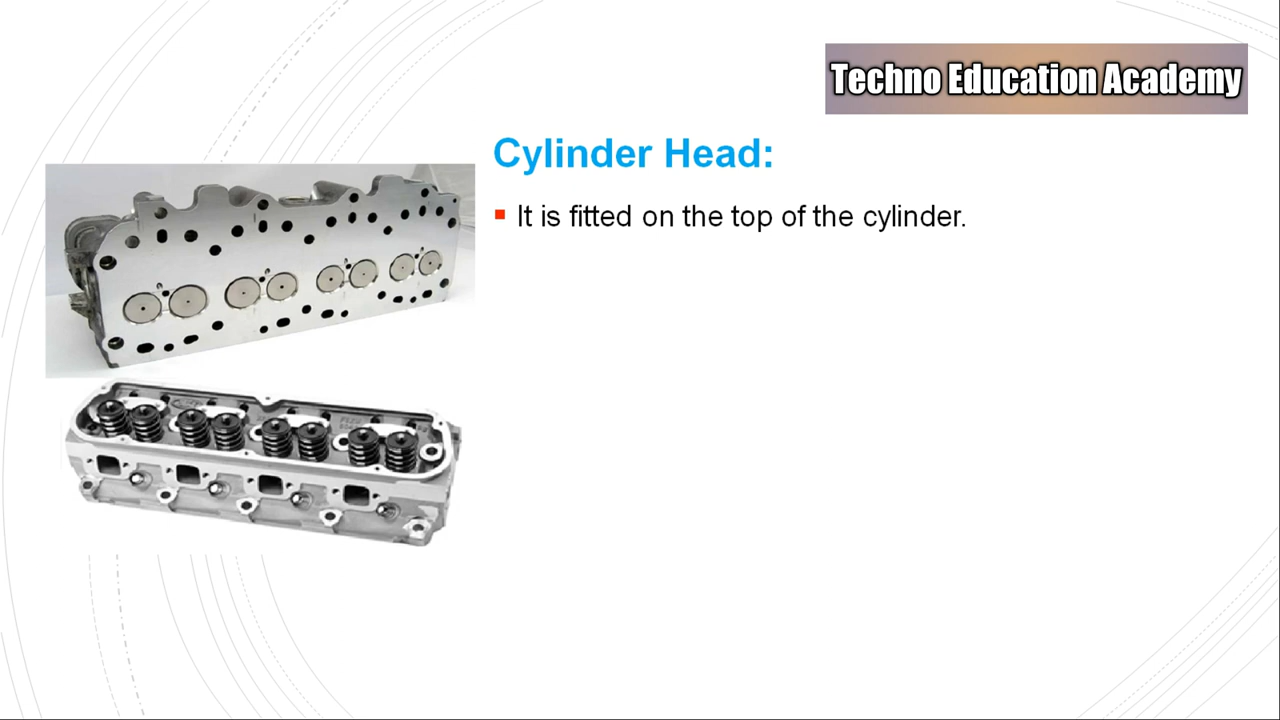 Techno Education Academy
Cylinder Head:
It is fitted on the top of the cylinder.